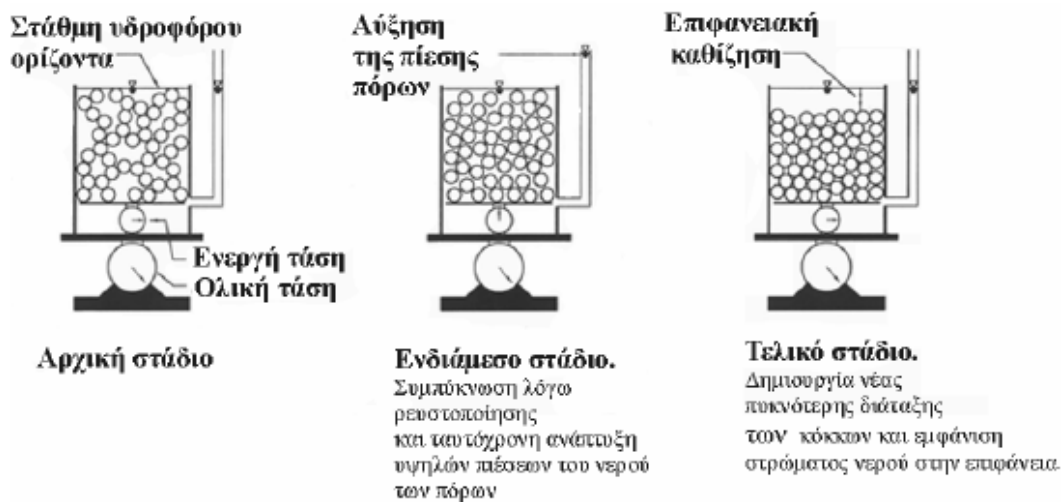 Στάθμη υδροφόρου
ορίζοντα
Αύξηση
της πίεσης
πόρων
Επιφανειακή
καθίζηση
Ενεργή τάση
Ολική τάση
Αρχική στάδιο
Ενδιάμεσο στάδιο.
Συμπύκνωση λόγω
ρευστοποίησης
και ταυτόχρονη ανάπτυξη
υψηλών πιέσεων του νερού
των πόρων
Τελικό στάδιο.
Δημιουργία νέας
πυκνότερης διάταξης
των κόκκων και εμφάνιση
στρώματος νερού στην επιφάνεια.